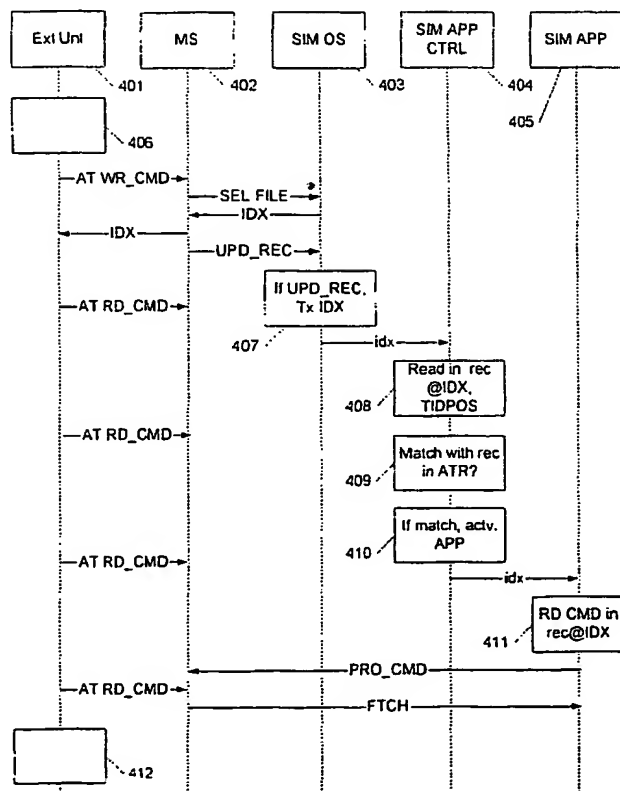 Ext Uni
MS
SIM OS
SIM APP
CTRL
SIM APP
401
402
403
404
405
406
AT WR_CMD
SEL FILE
IDX
IDX
UPD_REC
If UPD_REC,
Tx IDX
AT RD_CMD
407
idx
Read in rec
@IDX,
TIDPOS
408
AT RD_CMD
Match with rec
in ATR?
409
If match, actv.
APP
410
AT RD_CMD
idx
RD CMD in
rec@IDX
411
PRO_CMD
AT RD_CMD
FTCH
412